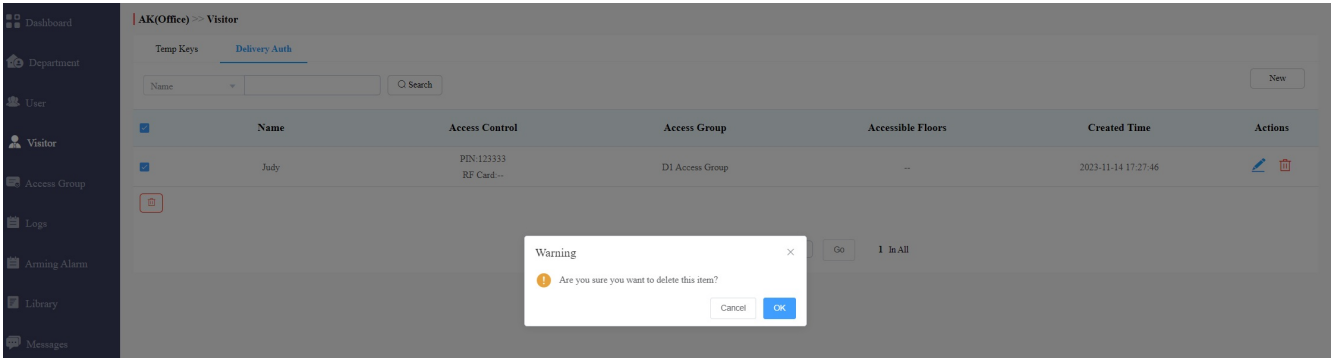 Dashboard
AK(Office) >> Visitor
Temp Keys Delivery Auth
Department
Name Search New
User
Name Access Control Access Group Accessible Floors Created Time Actions
Visitor
Judy PIN:123333 D1 Access Group -- 2023-11-14 17:27:46
RF Card:--
Access Group
Logs
Warning
Go 1 In All
Arming Alarm
Are you sure you want to delete this item?
Library
Cancel OK
Messages